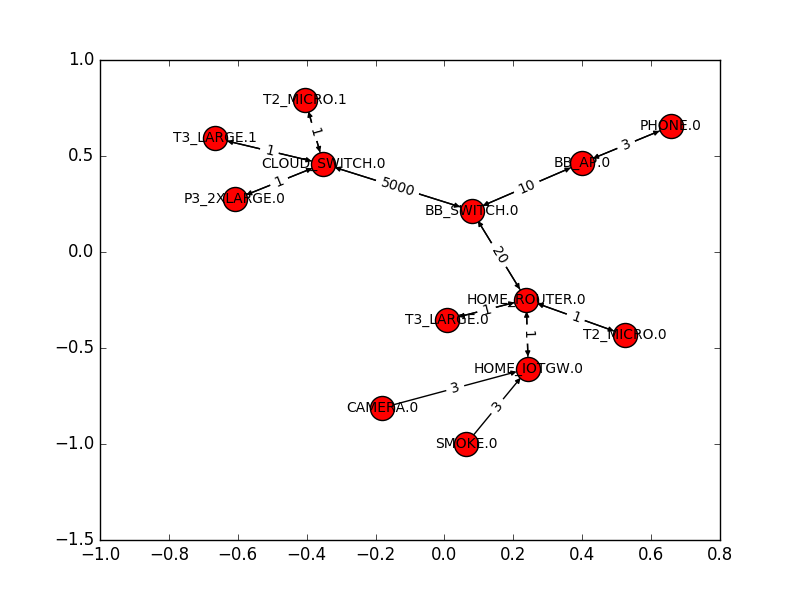 1.0
T2_MICRO.1
PHONE.0
T3_LARGE.1
1
3
1
CLOUD_SWITCH.0
BB_AP.0
0.5
1
5000
10
P3_2XLARGE.0
BB_SWITCH.0
0.0
20
HOME_ROUTER.0
1
1
T3_LARGE.0
1
T2_MICRO.0
−0.5
HOME_IOTGW.0
3
CAMERA.0
3
SMOKE.0
−1.0
−1.5
−1.0 −0.8 −0.6 −0.4 −0.2 0.0 0.2 0.4 0.6 0.8